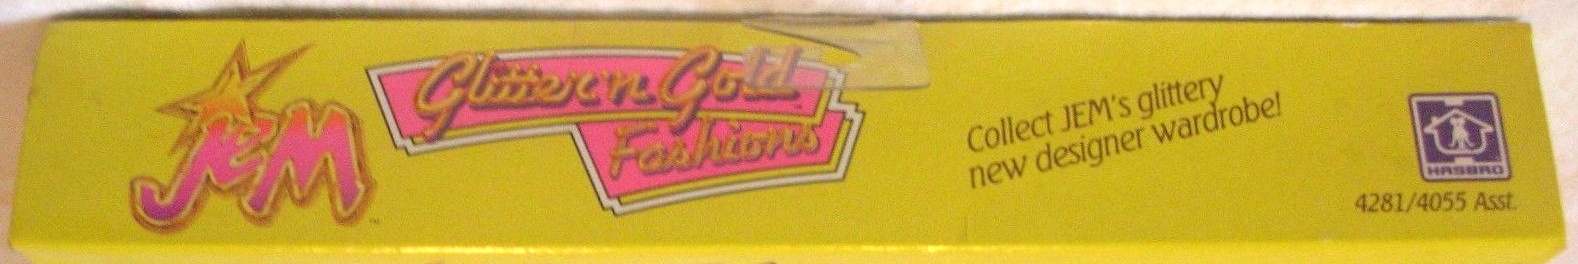 JEM
Glitter 'n Gold
Fashions
Collect JEM's glittery
new designer wardrobe!
HASBRO
4281/4055 Asst.